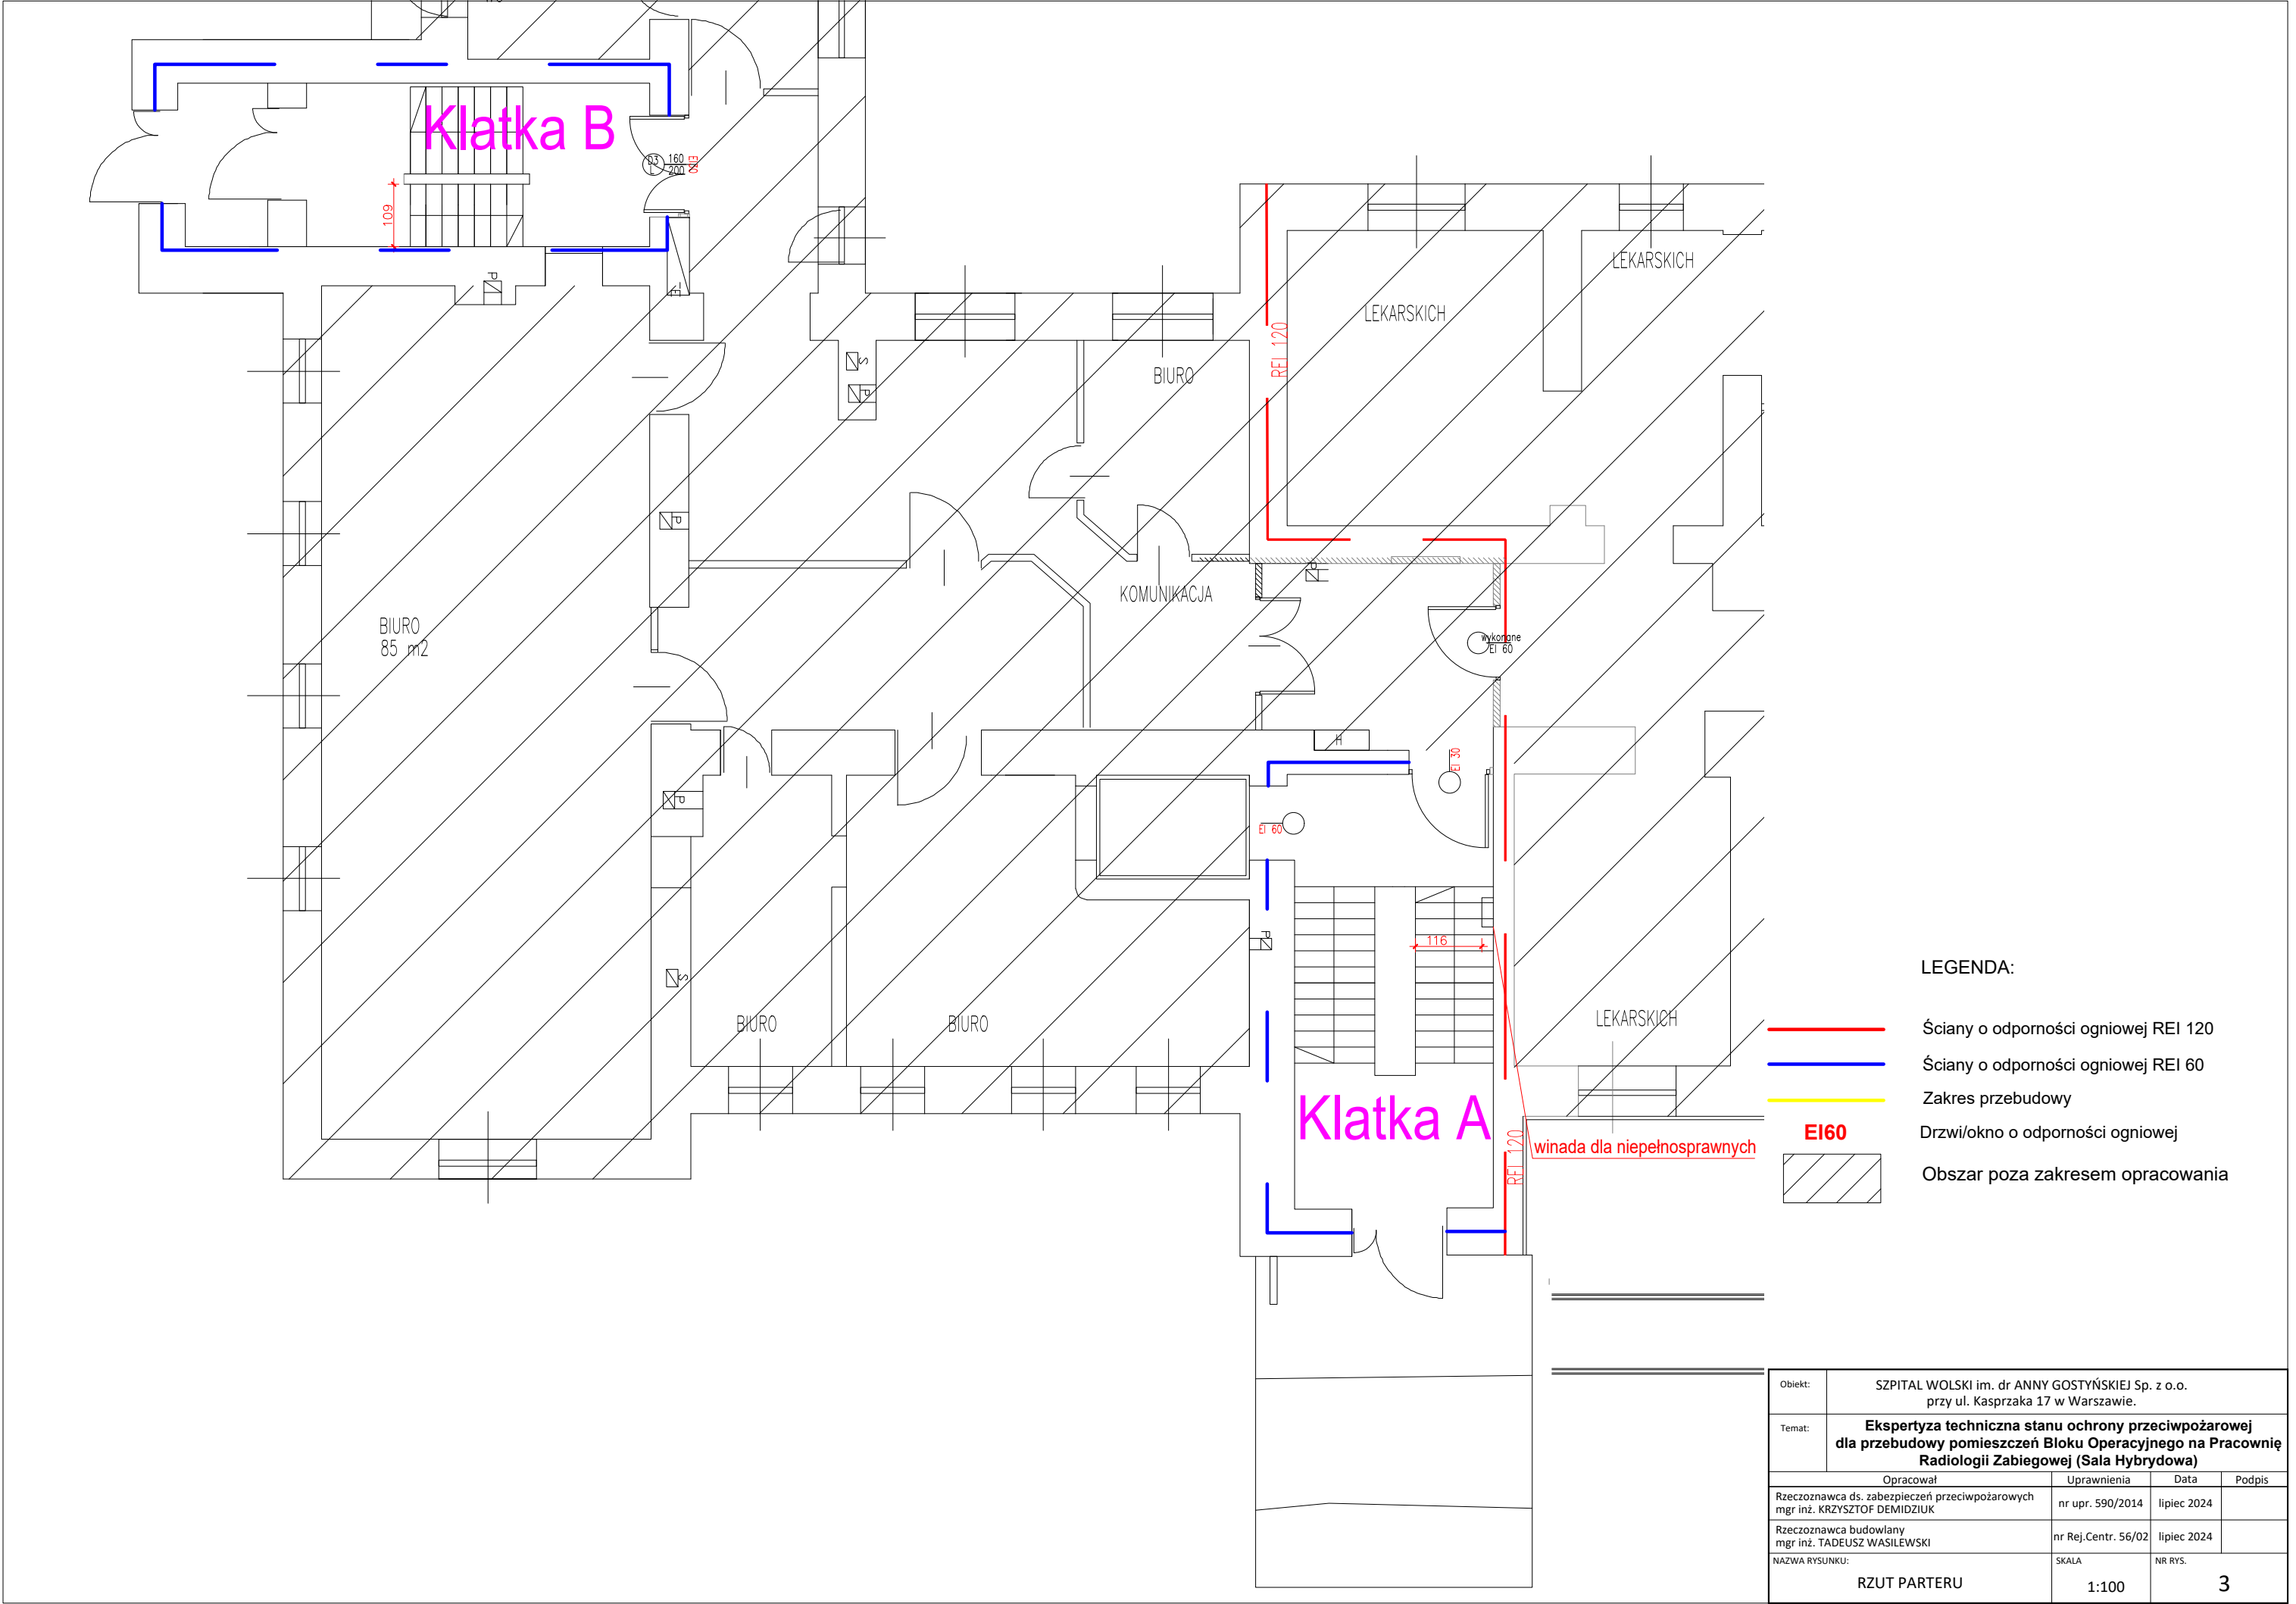 Klatka B
D3
L
160
200
EI30
109
P
E
LEKARSKICH
LEKARSKICH
REI 120
S
P
BIURO
P
P
KOMUNIKACJA
BIURO
85 m2
wykonane
EI 60
H
EI 30
P
EI 60
P
116
S
BIURO
BIURO
LEKARSKICH
Klatka A
REI 120
winada dla niepełnosprawnych
LEGENDA:
Ściany o odporności ogniowej REI 120
Ściany o odporności ogniowej REI 60
Zakres przebudowy
EI60
Drzwi/okno o odporności ogniowej
Obszar poza zakresem opracowania
Obiekt:
SZPITAL WOLSKI im. dr ANNY GOSTYŃSKIEJ Sp. z o.o.
przy ul. Kasprzaka 17 w Warszawie.
Temat:
Ekspertyza techniczna stanu ochrony przeciwpożarowej
dla przebudowy pomieszczeń Bloku Operacyjnego na Pracownię
Radiologii Zabiegowej (Sala Hybrydowa)
Opracował
Uprawnienia
Data
Podpis
Rzeczoznawca ds. zabezpieczeń przeciwpożarowych
mgr inż. KRZYSZTOF DEMIDZIUK
nr upr. 590/2014
lipiec 2024
Rzeczoznawca budowlany
mgr inż. TADEUSZ WASILEWSKI
nr Rej.Centr. 56/02
lipiec 2024
NAZWA RYSUNKU:
SKALA
NR RYS.
RZUT PARTERU
1:100
3